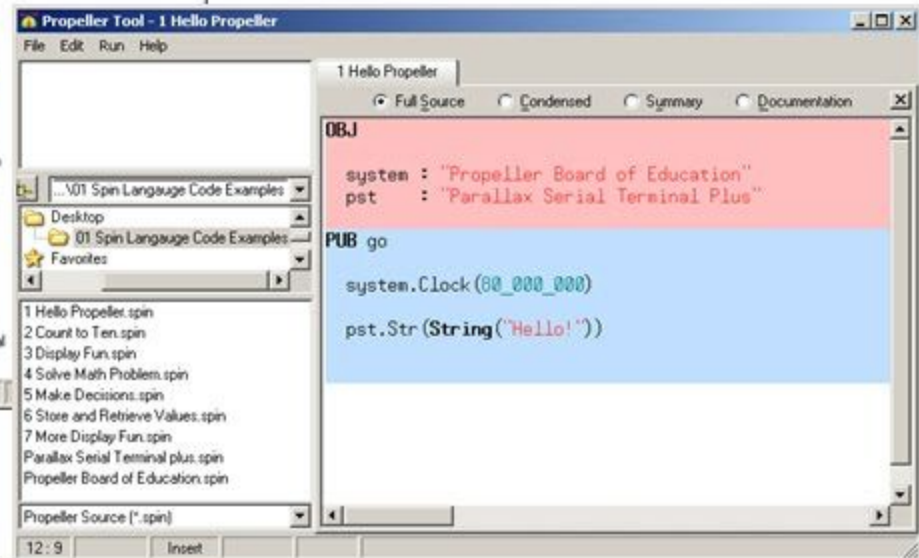 Propeller Tool - 1 Hello Propeller
File Edit Run Help
1 Hello Propeller
Full Source Condensed Summary Documentation
...\01 Spin Langauge Code Examples
Desktop
01 Spin Langauge Code Examples
Favorites
1 Hello Propeller.spin
2 Count to Ten.spin
3 Display Fun.spin
4 Solve Math Problem.spin
5 Make Decisions.spin
6 Store and Retrieve Values.spin
7 More Display Fun.spin
Parallax Serial Terminal plus.spin
Propeller Board of Education.spin
Propeller Source (*.spin)
OBJ
system : "Propeller Board of Education"
pst : "Parallax Serial Terminal Plus"
PUB go
system.Clock(80_000_000)
pst.Str(String("Hello!"))
12 : 9 Insert